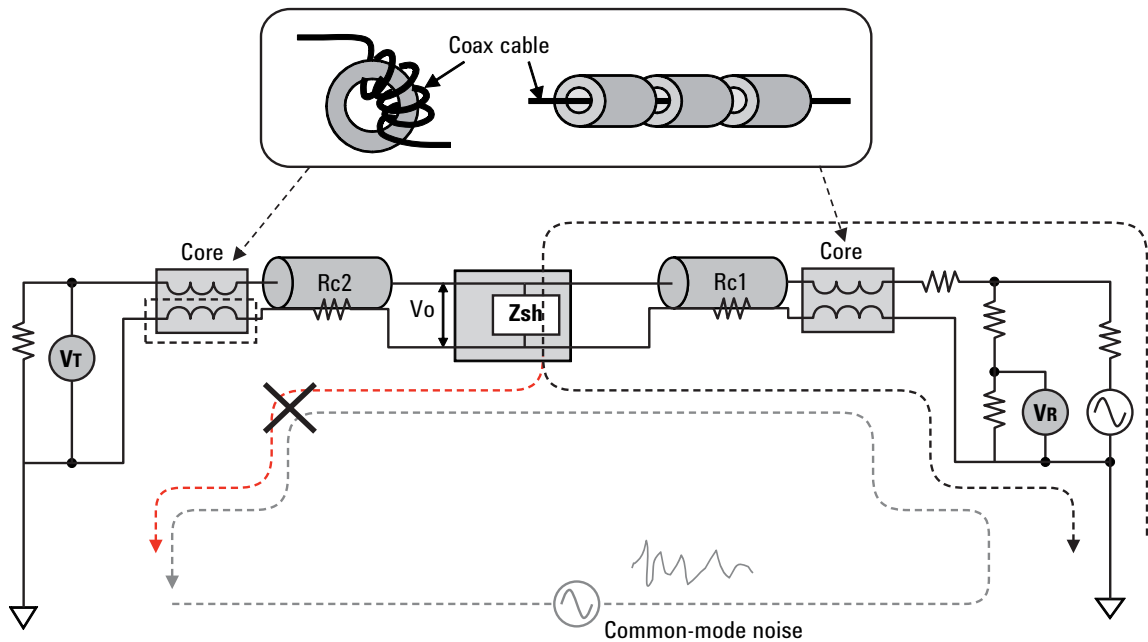 Coax cable
Core
Core
Rc2
Rc1
Vo
Zsh
VT
VR
Common-mode noise